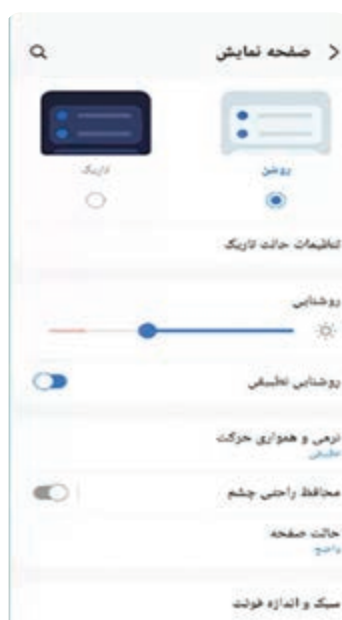 صفحه نمایش
روشن
تاریک
تنظیمات حالت تاریک
روشنایی
روشنایی تطبیقی
نرمی و همواری حرکت
تطبیقی
محافظ راحتی چشم
حالت صفحه
واضح
سبک و اندازه فونت